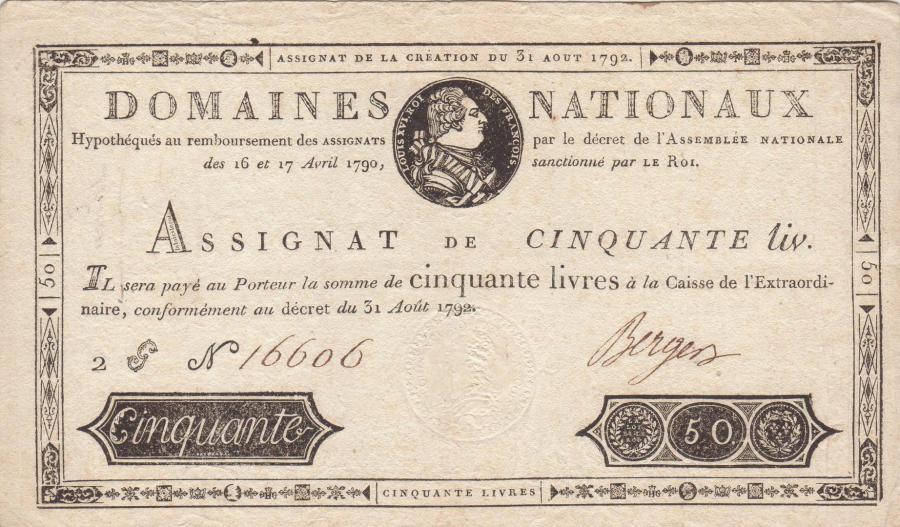 ASSIGNAT DE LA CRÉATION DU 31 AOUT 1792.
DOMAINES NATIONAUX
LOUIS XVI ROI DES FRANÇOIS
Hypothéqués au remboursement des ASSIGNATS par le décret de l'ASSEMBLÉE NATIONALE
des 16 et 17 Avril 1790, sanctionné par LE ROI.
ASSIGNAT DE CINQUANTE liv.
IL sera payé au Porteur la somme de cinquante livres à la Caisse de l'Extraordi-
naire, conformément au décret du 31 Août 1792.
2 S N 16606
Bergers
50
50
Cinquante
50
CINQUANTE LIVRES